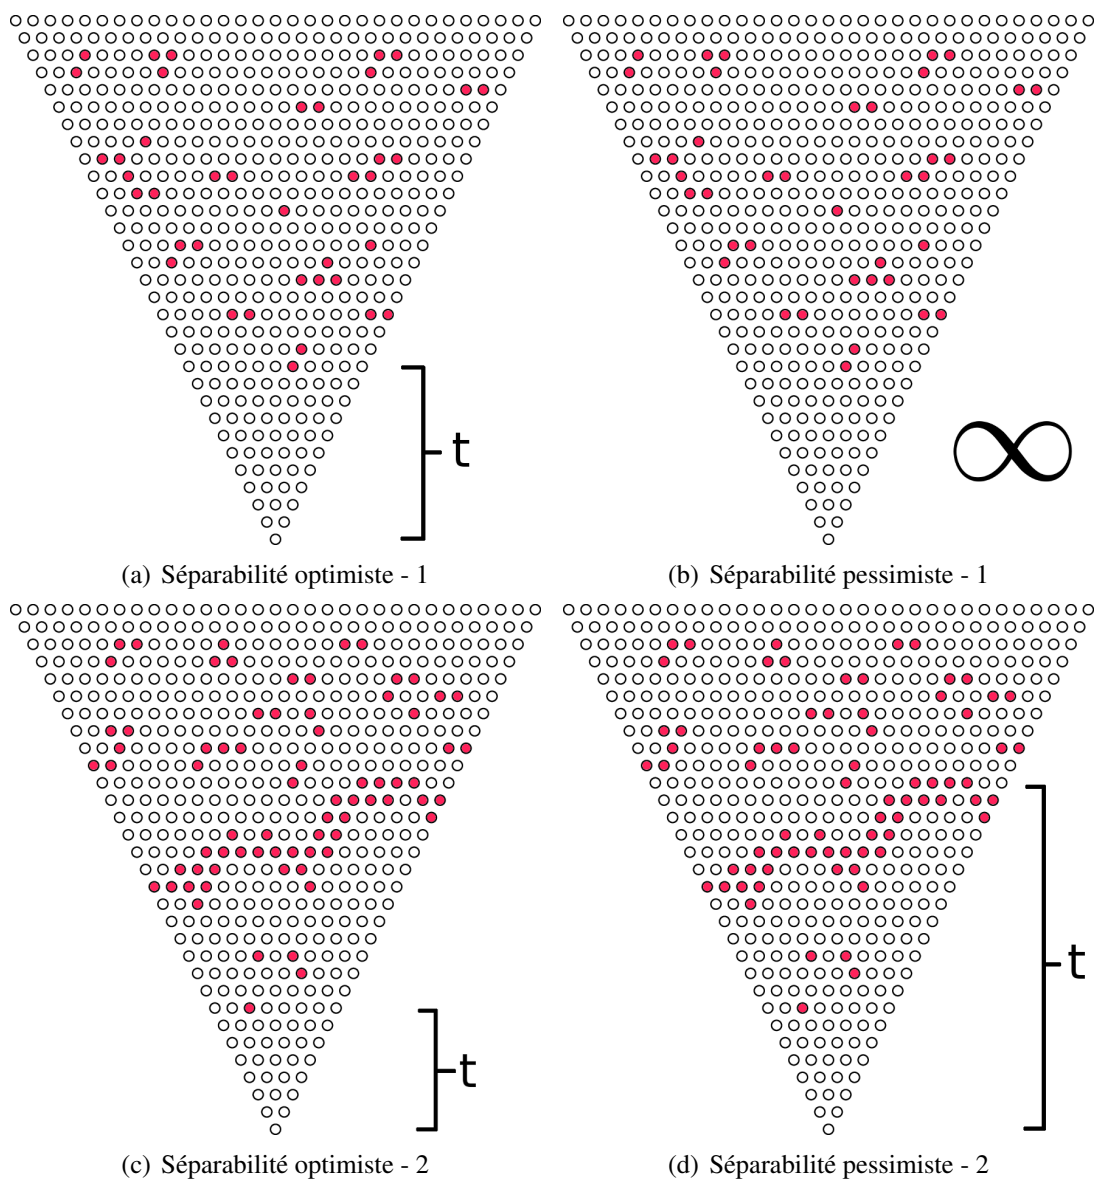 t
∞
(a) Séparabilité optimiste - 1
(b) Séparabilité pessimiste - 1
t
t
(c) Séparabilité optimiste - 2
(d) Séparabilité pessimiste - 2